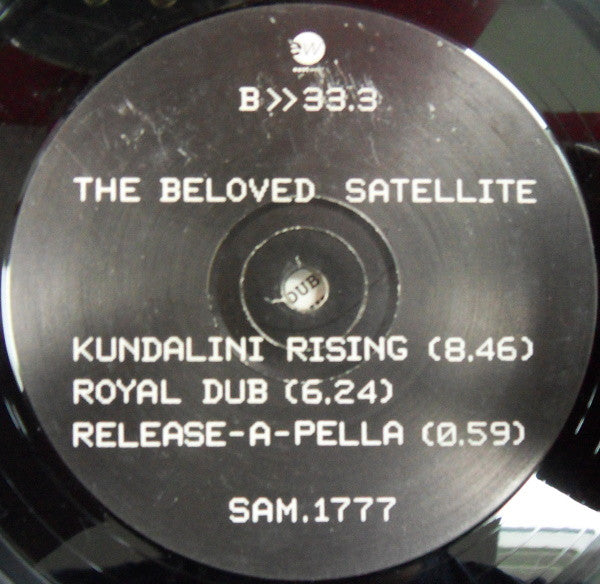 ew
B>>33.3
THE BELOVED SATELLITE
DUB
KUNDALINI RISING (8.46)
ROYAL DUB (6.24)
RELEASE-A-PELLA (0.59)
SAM.1777